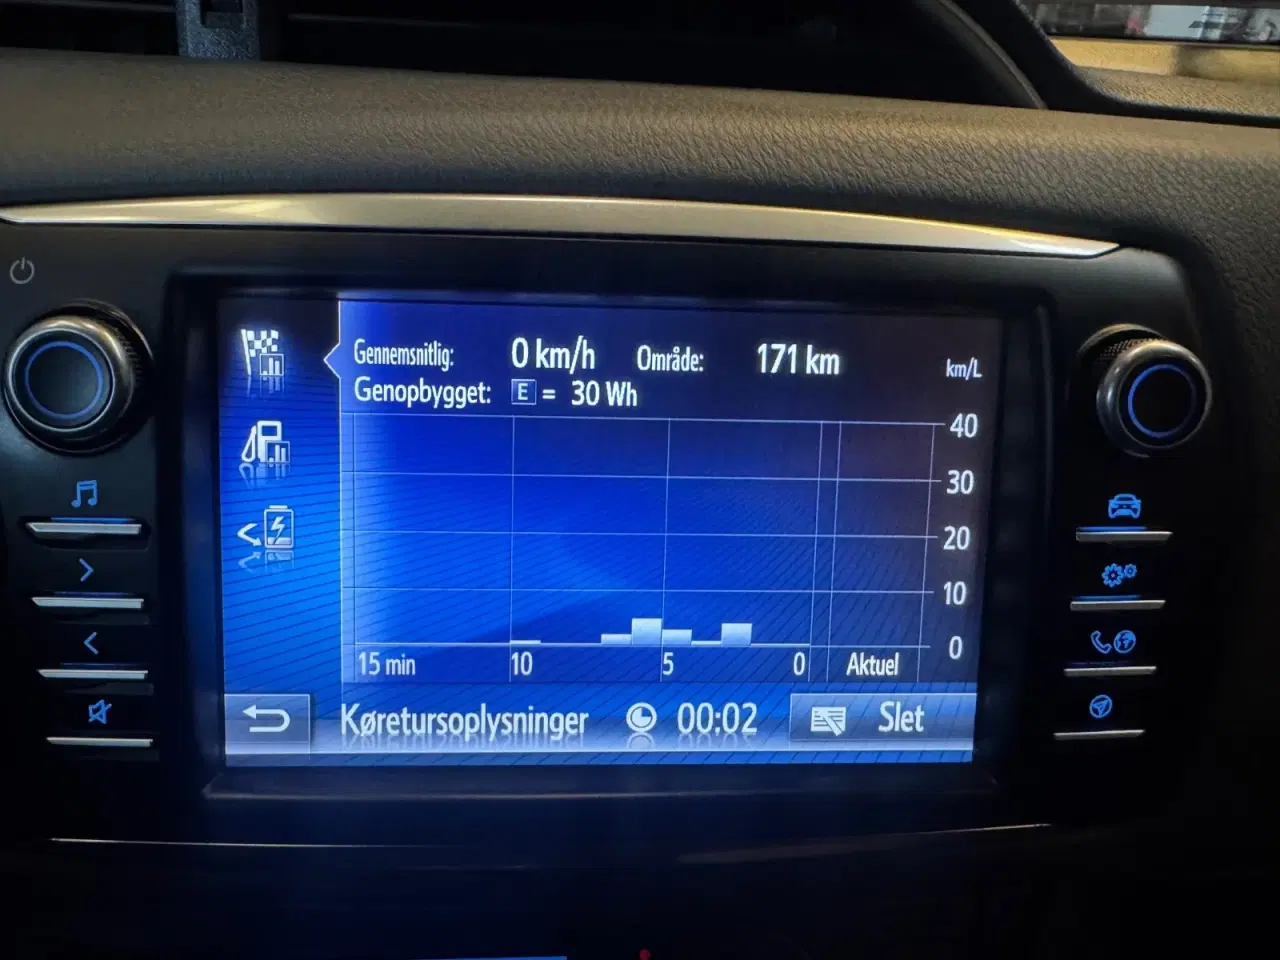 Gennemsnitlig: 0 km/h Område: 171 km
Genopbygget: E = 30 Wh
km/L
40
30
20
10
0
15 min 10 5 0 Aktuel
Køretursoplysninger 00:02 Slet